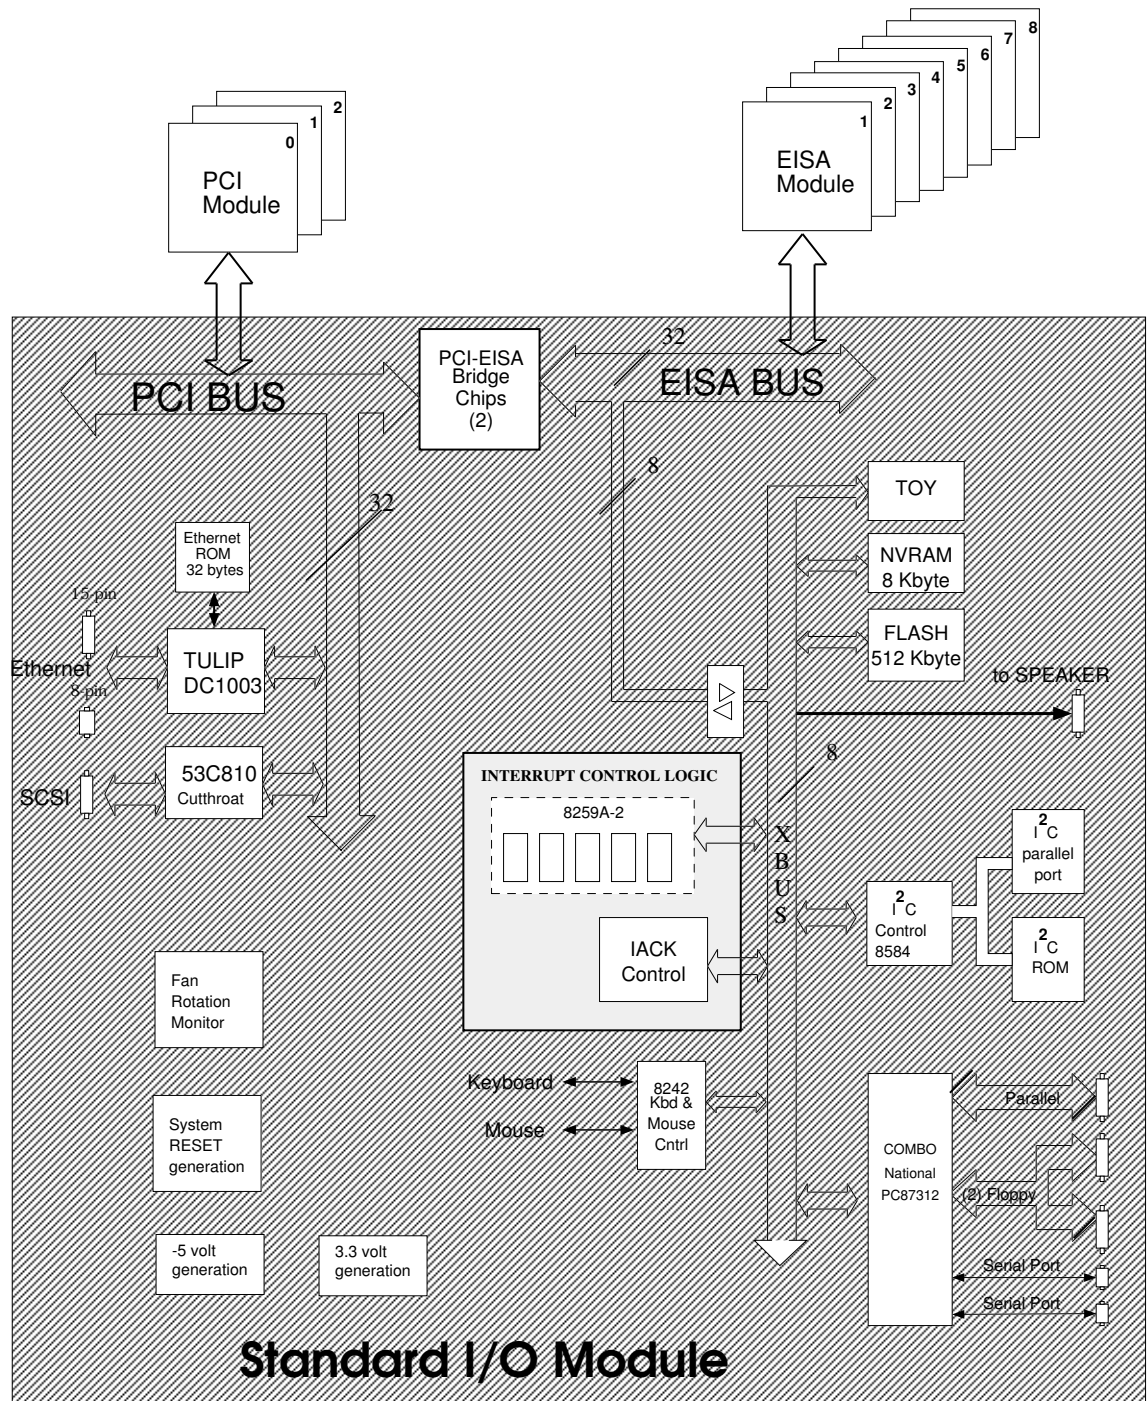 8
7
6
5
4
3
2
1
EISA
Module
2
1
0
PCI
Module
PCI BUS
PCI-EISA
Bridge
Chips
(2)
32
EISA BUS
32
8
Ethernet
ROM
32 bytes
15-pin
Ethernet
8-pin
TULIP
DC1003
SCSI
53C810
Cutthroat
TOY
NVRAM
8 Kbyte
FLASH
512 Kbyte
to SPEAKER
8
INTERRUPT CONTROL LOGIC
8259A-2
IACK
Control
X
B
U
S
I2C
Control
8584
I2C
parallel
port
I2C
ROM
Fan
Rotation
Monitor
System
RESET
generation
-5 volt
generation
3.3 volt
generation
Keyboard
Mouse
8242
Kbd &
Mouse
Cntrl
COMBO
National
PC87312
Parallel
(2) Floppy
Serial Port
Serial Port
Standard I/O Module